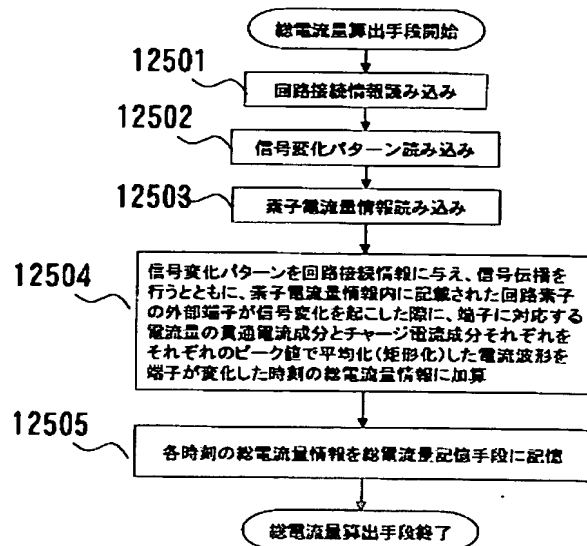 総電流量算出手段開始
12501
回路接続情報読み込み
12502
信号変化パターン読み込み
12503
素子電流量情報読み込み
12504
信号変化パターンを回路接続情報に与え、信号伝播を
行うとともに、素子電流量情報内に記載された回路素子
の外部端子が信号変化を起こした際に、端子に対応する
電流量の貫通電流成分とチャージ電流成分それぞれを
それぞれのピーク値で平均化(矩形化)した電流波形を
端子が変化した時刻の総電流量情報に加算
12505
各時刻の総電流量情報を総電流量記憶手段に記憶
総電流量算出手段終了